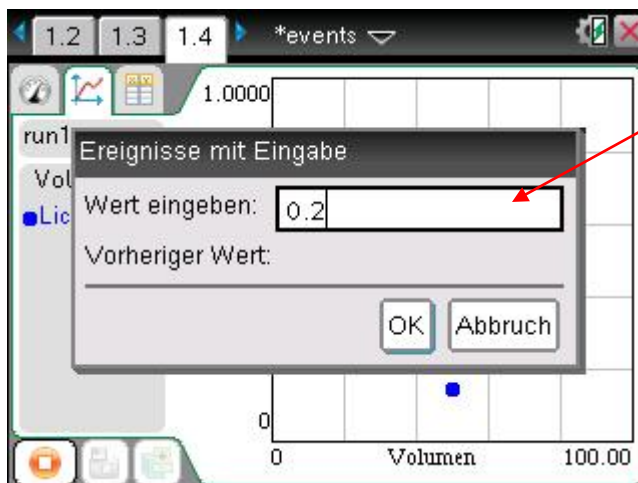 1.2 1.3 1.4 *events
1.0000
run1
Ereignisse mit Eingabe
Vol
Wert eingeben: 0.2
Lic
Vorheriger Wert:
OK Abbruch
0
0 Volumen 100.00